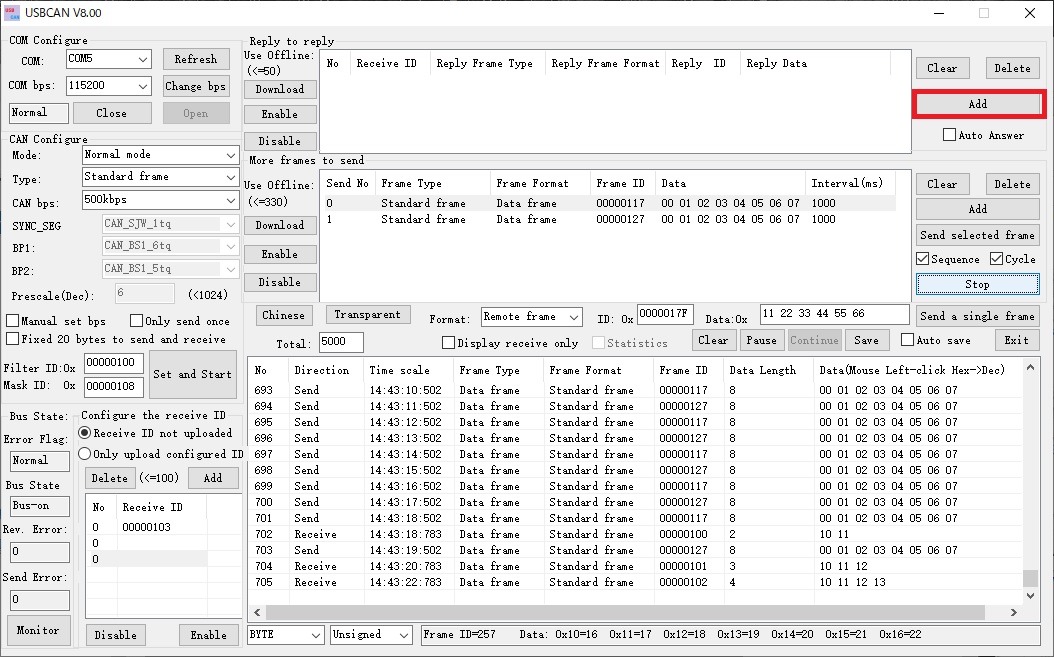 USBCAN V8.00
COM Configure
COM: COM5 Refresh
COM bps: 115200 Change bps
Normal Close Open
CAN Configure
Mode: Normal mode
Type: Standard frame
CAN bps: 500kbps
SYNC_SEG CAN_SJW_1tq
BP1: CAN_BS1_6tq
BP2: CAN_BS1_5tq
Prescale(Dec): 6 (<1024)
Manual set bps Only send once
Fixed 20 bytes to send and receive
Filter ID:0x 00000100
Mask ID: 0x 00000108
Set and Start
Bus State:
Error Flag:
Normal
Bus State
Bus-on
Rev. Error:
0
Send Error:
0
Monitor
Configure the receive ID
Receive ID not uploaded
Only upload configured ID
Delete (<=100) Add
No Receive ID
0 00000103
0
0
Disable Enable
Reply to reply
Use Offline:
(<=50)
Download
Enable
Disable
No Receive ID Reply Frame Type Reply Frame Format Reply ID Reply Data
Clear Delete
Add
Auto Answer
More frames to send
Use Offline:
(<=330)
Download
Enable
Disable
Send No Frame Type Frame Format Frame ID Data Interval(ms)
0 Standard frame Data frame 00000117 00 01 02 03 04 05 06 07 1000
1 Standard frame Data frame 00000127 00 01 02 03 04 05 06 07 1000
Clear Delete
Add
Send selected frame
Sequence Cycle
Stop
Chinese Transparent Format: Remote frame ID: 0x 0000017F Data:0x 11 22 33 44 55 66 Send a single frame
Total: 5000 Display receive only Statistics Clear Pause Continue Save Auto save Exit
No Direction Time scale Frame Type Frame Format Frame ID Data Length Data(Mouse Left-click Hex->Dec)
693 Send 14:43:10:502 Data frame Standard frame 00000117 8 00 01 02 03 04 05 06 07
694 Send 14:43:11:502 Data frame Standard frame 00000127 8 00 01 02 03 04 05 06 07
695 Send 14:43:12:502 Data frame Standard frame 00000117 8 00 01 02 03 04 05 06 07
696 Send 14:43:13:502 Data frame Standard frame 00000127 8 00 01 02 03 04 05 06 07
697 Send 14:43:14:502 Data frame Standard frame 00000117 8 00 01 02 03 04 05 06 07
698 Send 14:43:15:502 Data frame Standard frame 00000127 8 00 01 02 03 04 05 06 07
699 Send 14:43:16:502 Data frame Standard frame 00000117 8 00 01 02 03 04 05 06 07
700 Send 14:43:17:502 Data frame Standard frame 00000127 8 00 01 02 03 04 05 06 07
701 Send 14:43:18:502 Data frame Standard frame 00000117 8 00 01 02 03 04 05 06 07
702 Receive 14:43:18:783 Data frame Standard frame 00000100 2 10 11
703 Send 14:43:19:502 Data frame Standard frame 00000127 8 00 01 02 03 04 05 06 07
704 Receive 14:43:20:783 Data frame Standard frame 00000101 3 10 11 12
705 Receive 14:43:22:783 Data frame Standard frame 00000102 4 10 11 12 13
BYTE Unsigned Frame ID=257 Data: 0x10=16 0x11=17 0x12=18 0x13=19 0x14=20 0x15=21 0x16=22